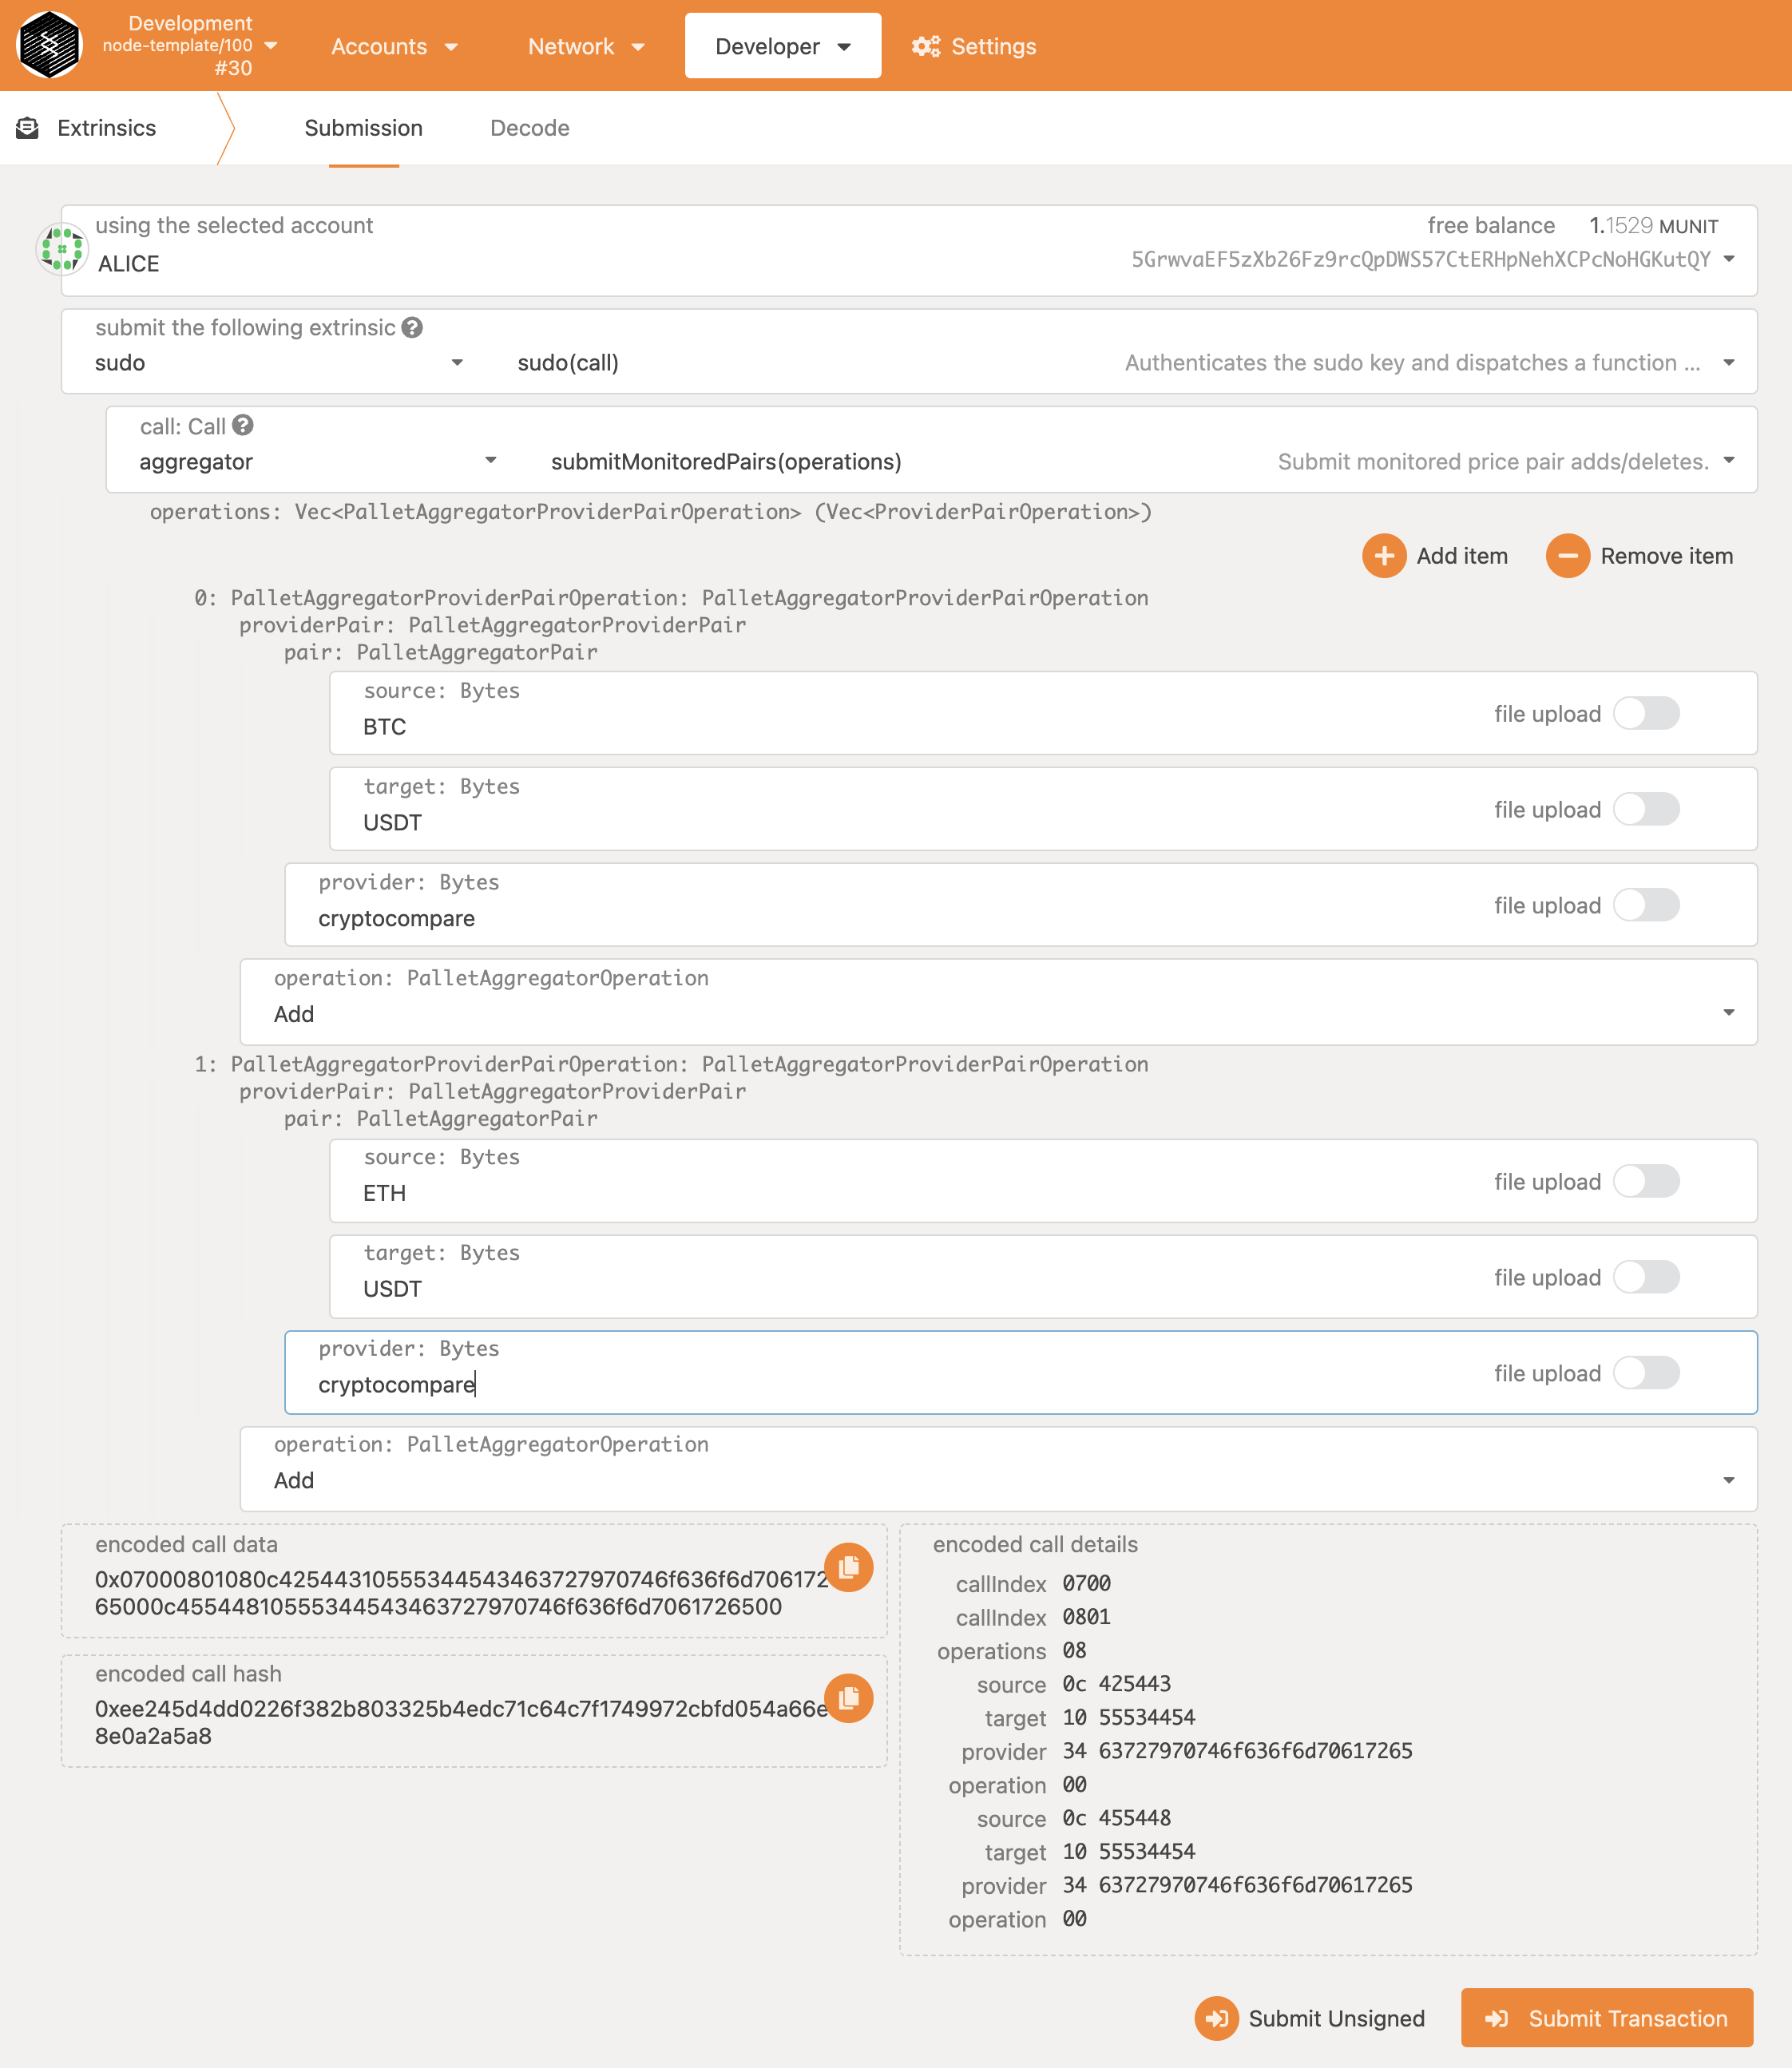 Development
node-template/100
#30
Accounts
Network
Developer
Settings
Extrinsics
Submission
Decode
using the selected account
free balance 1.1529 MUNIT
ALICE
5GrwvaEF5zXb26Fz9rcQpDWS57CtERHpNehXCPcNoHGKutQY
submit the following extrinsic
sudo
sudo(call)
Authenticates the sudo key and dispatches a function ...
call: Call
aggregator
submitMonitoredPairs(operations)
Submit monitored price pair adds/deletes.
operations: Vec<PalletAggregatorProviderPairOperation> (Vec<ProviderPairOperation>)
Add item
Remove item
0: PalletAggregatorProviderPairOperation: PalletAggregatorProviderPairOperation
providerPair: PalletAggregatorProviderPair
pair: PalletAggregatorPair
source: Bytes
BTC
file upload
target: Bytes
USDT
file upload
provider: Bytes
cryptocompare
file upload
operation: PalletAggregatorOperation
Add
1: PalletAggregatorProviderPairOperation: PalletAggregatorProviderPairOperation
providerPair: PalletAggregatorProviderPair
pair: PalletAggregatorPair
source: Bytes
ETH
file upload
target: Bytes
USDT
file upload
provider: Bytes
cryptocompare
file upload
operation: PalletAggregatorOperation
Add
encoded call data
0x07000801080c42544310555344543463727970746f636f6d706172
65000c45544810555344543463727970746f636f6d7061726500
encoded call hash
0xee245d4dd0226f382b803325b4edc71c64c7f1749972cbfd054a66e
8e0a2a5a8
encoded call details
callIndex 0700
callIndex 0801
operations 08
source 0c 425443
target 10 55534454
provider 34 63727970746f636f6d70617265
operation 00
source 0c 455448
target 10 55534454
provider 34 63727970746f636f6d70617265
operation 00
Submit Unsigned
Submit Transaction